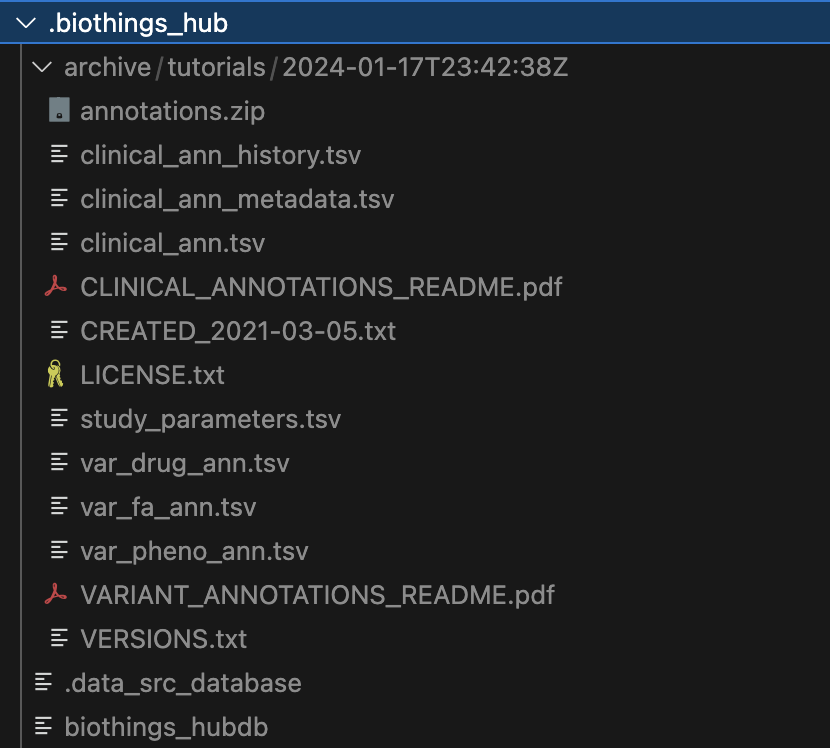 .biothings_hub
archive/tutorials/2024-01-17T23:42:38Z
annotations.zip
clinical_ann_history.tsv
clinical_ann_metadata.tsv
clinical_ann.tsv
CLINICAL_ANNOTATIONS_README.pdf
CREATED_2021-03-05.txt
LICENSE.txt
study_parameters.tsv
var_drug_ann.tsv
var_fa_ann.tsv
var_pheno_ann.tsv
VARIANT_ANNOTATIONS_README.pdf
VERSIONS.txt
.data_src_database
biothings_hubdb